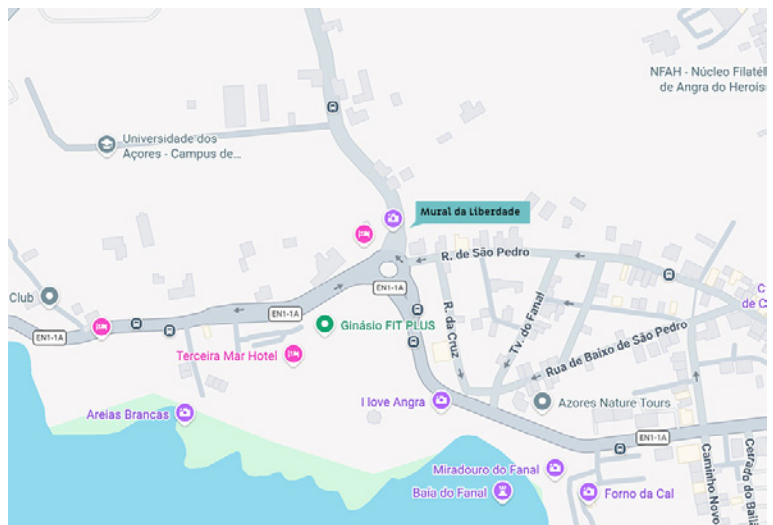 NFAH - Núcleo Filatél
de Angra do Herois
Universidade dos
Açores - Campus de...
Mural da Liberdade
R. de São Pedro
EN1-1A
Club
EN1-1A
EN1-1A
Ginásio FIT PLUS
R. da Cruz
Tv. do Fanal
Rua de Baixo de São Pedro
C
de C
Terceira Mar Hotel
Areias Brancas
I love Angra
Azores Nature Tours
EN1-1A
Miradouro do Fanal
Baía do Fanal
Forno da Cal
Caminho Novo
Cerrado do Baila